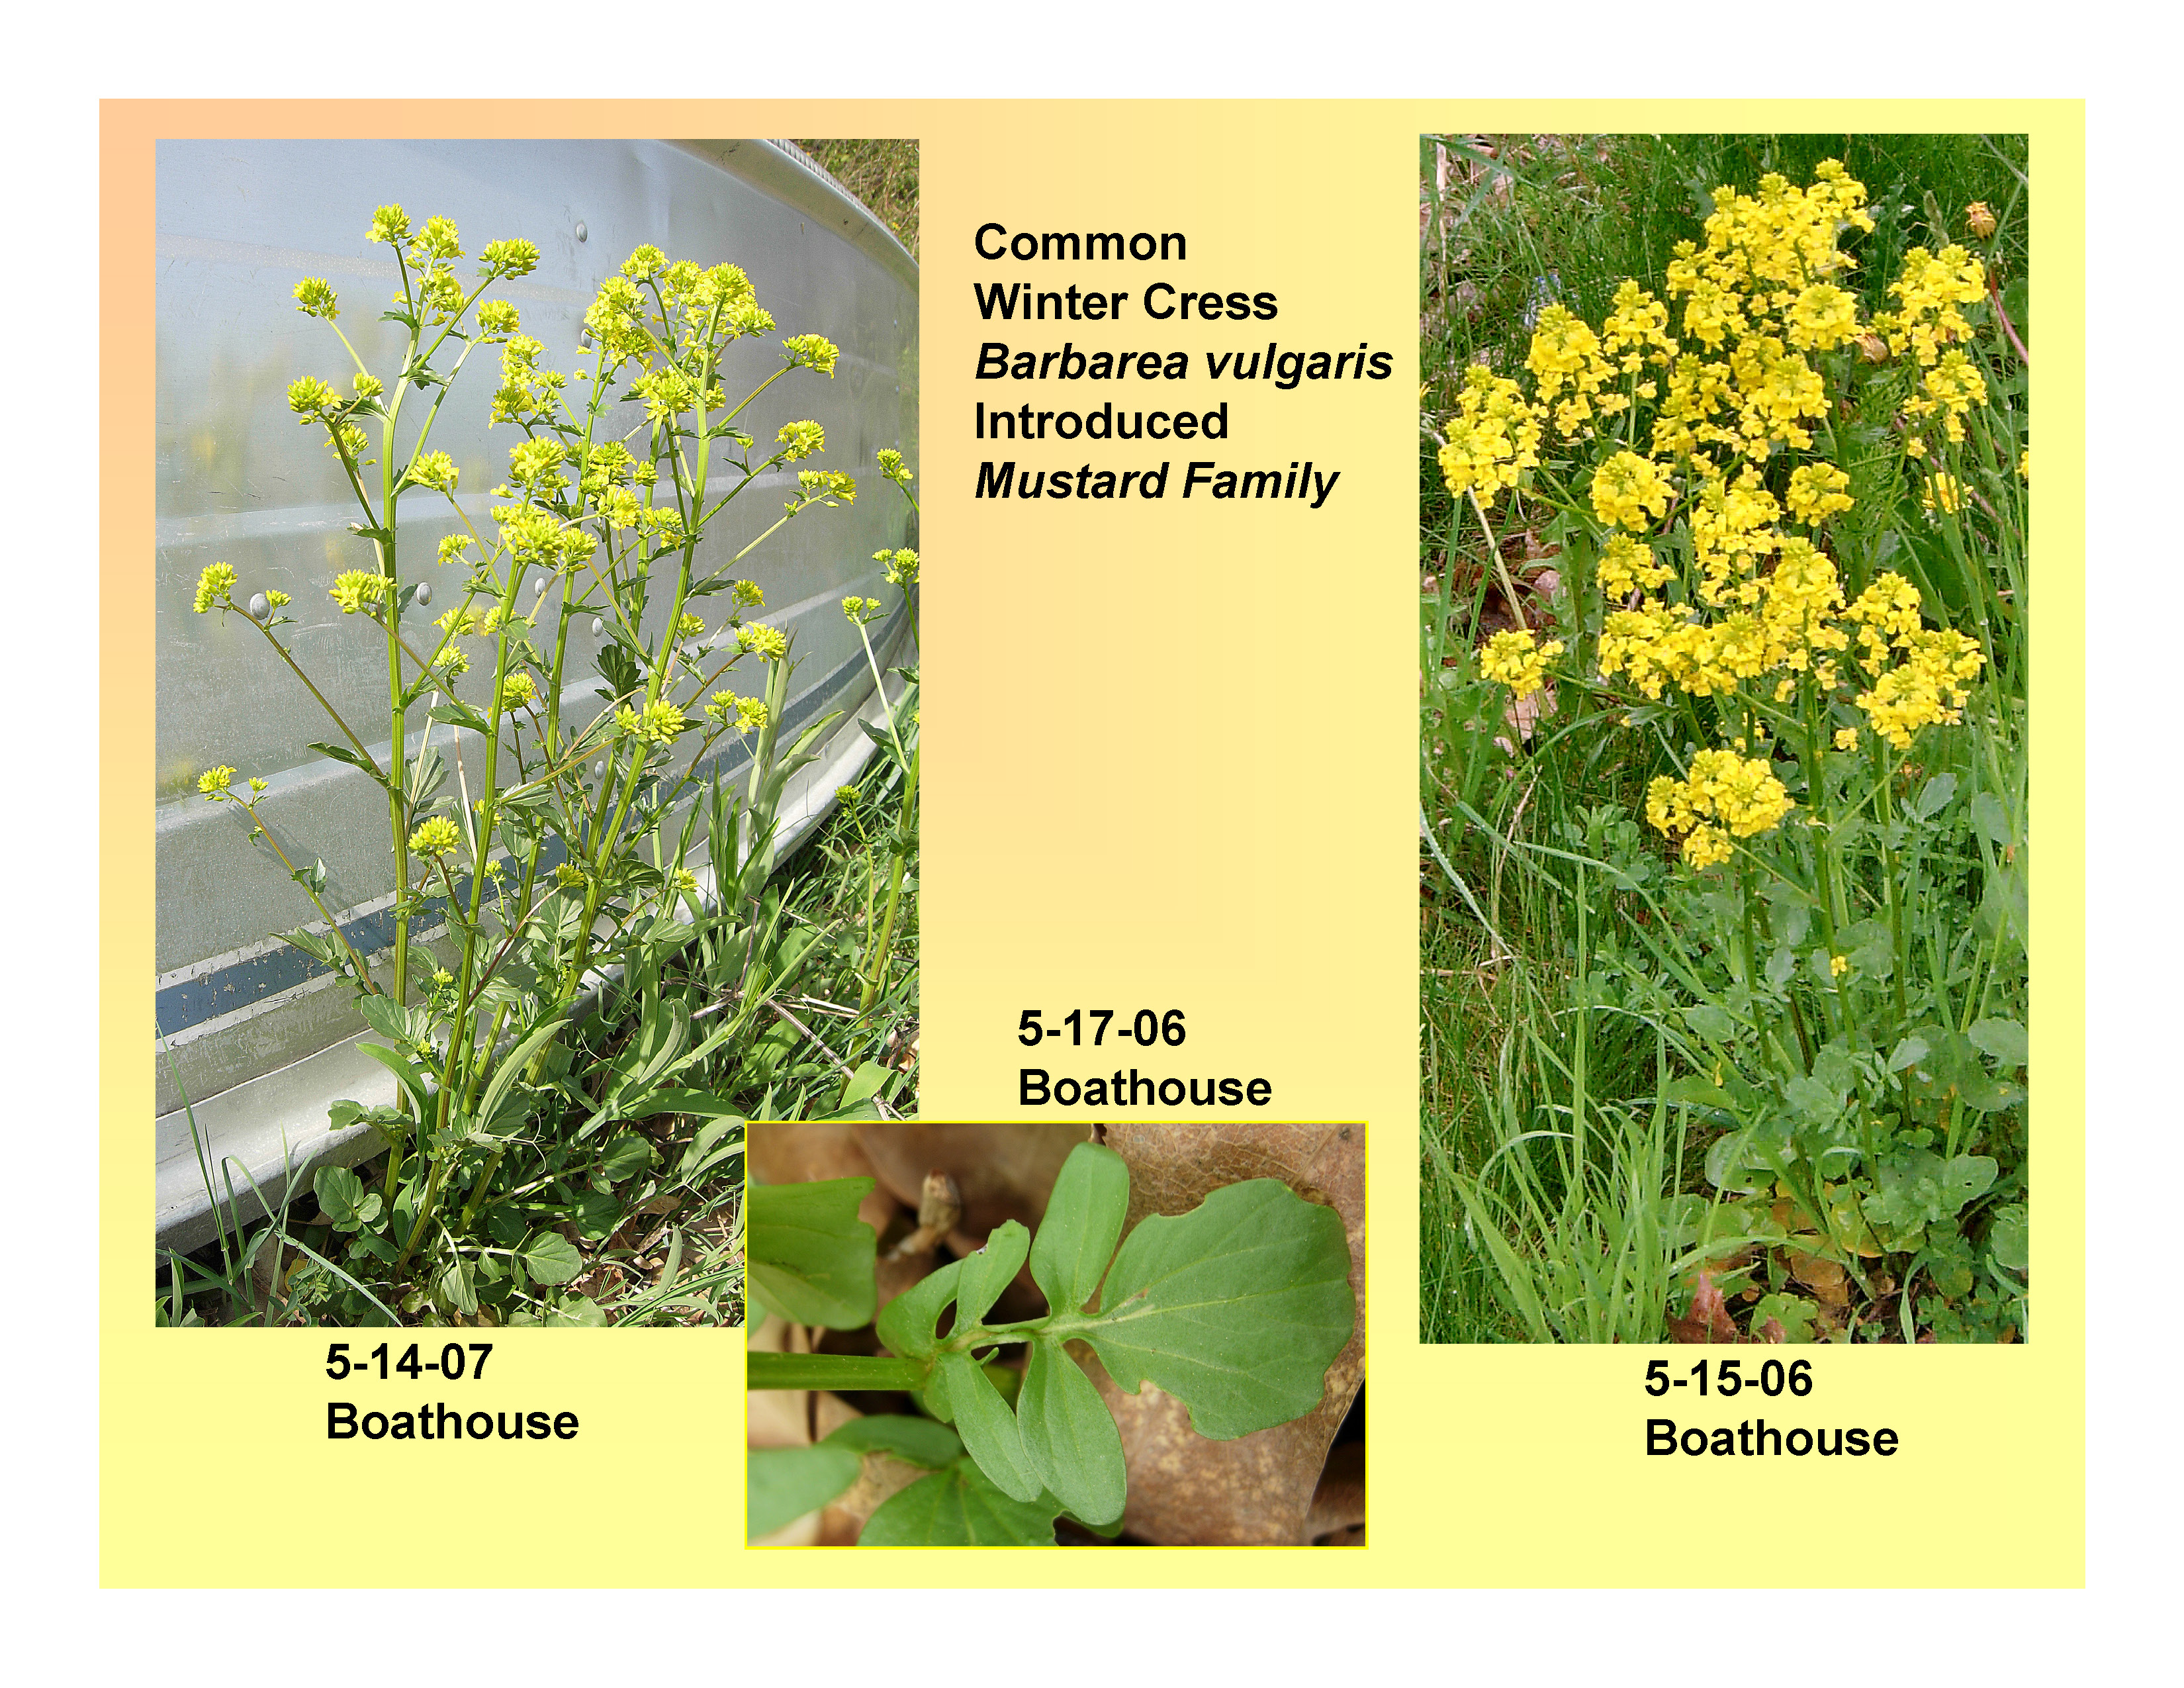 Common
Winter Cress
Barbarea vulgaris
Introduced
Mustard Family
5-17-06
Boathouse
5-14-07
Boathouse
5-15-06
Boathouse